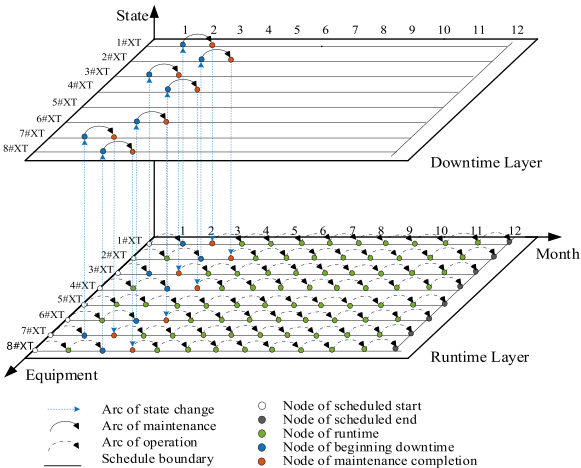 State
1 2 3 4 5 6 7 8 9 10 11 12
1#XT
2#XT
3#XT
4#XT
5#XT
6#XT
7#XT
8#XT
Downtime Layer
1 2 3 4 5 6 7 8 9 10 11 12
1#XT
Month
2#XT
3#XT
4#XT
5#XT
6#XT
7#XT
8#XT
Runtime Layer
Equipment
Arc of state change
Arc of maintenance
Arc of operation
Schedule boundary
Node of scheduled start
Node of scheduled end
Node of runtime
Node of beginning downtime
Node of maintenance completion